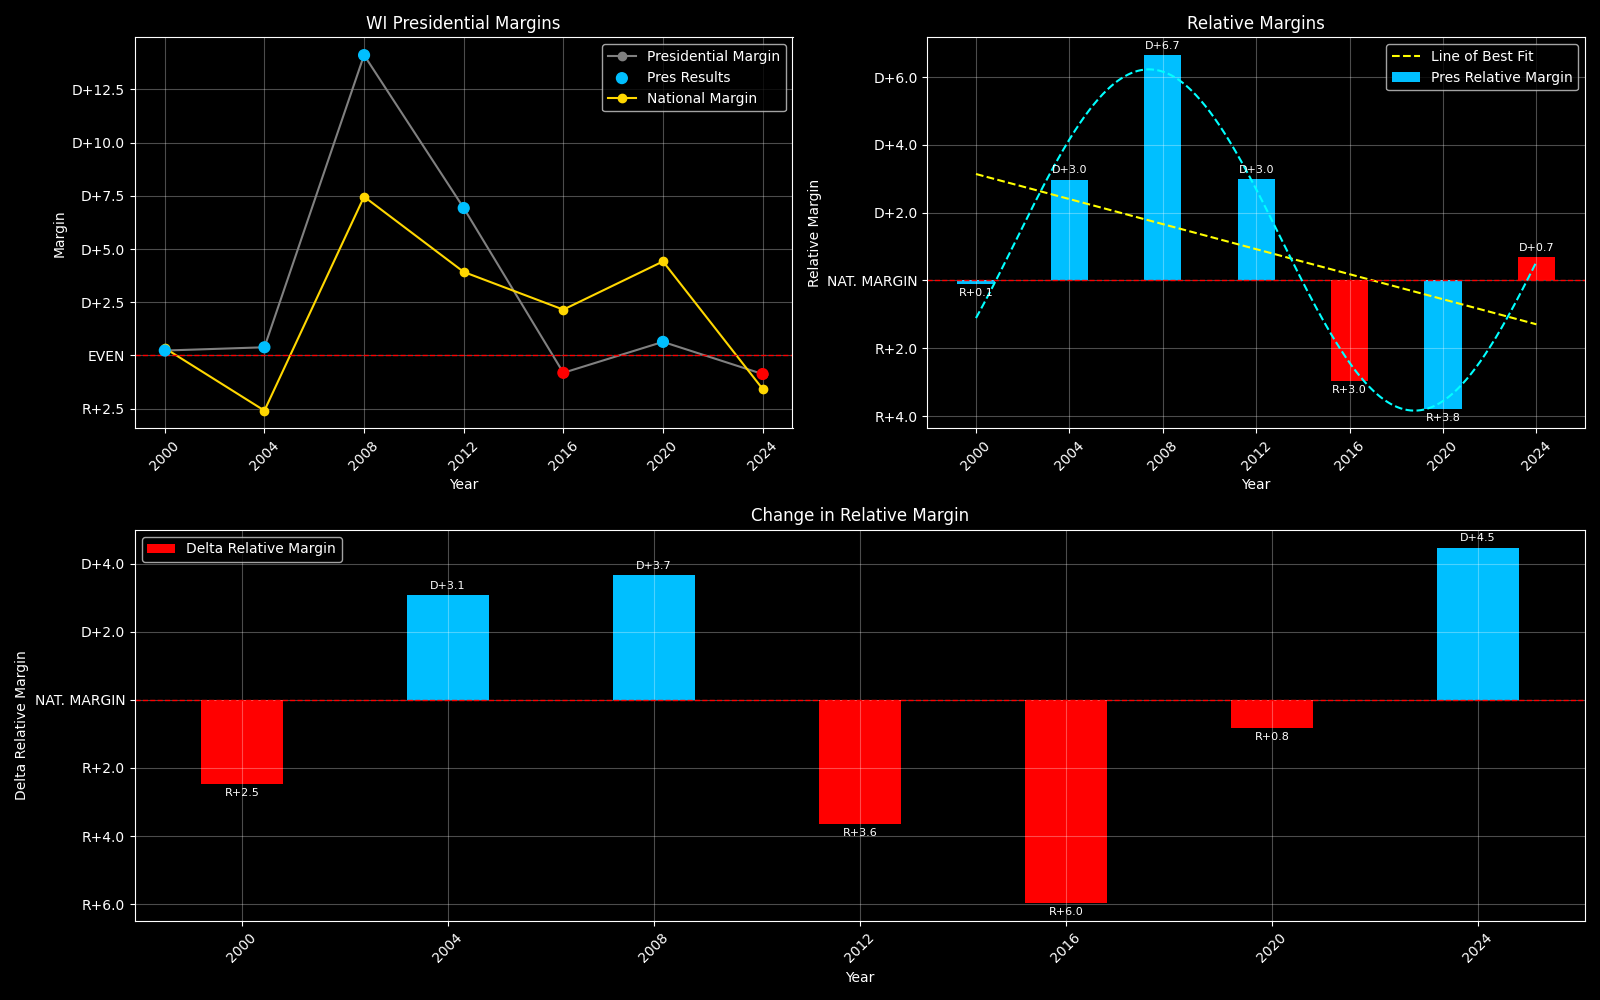 WI Presidential Margins
Margin
D+12.5
D+10.0
D+7.5
D+5.0
D+2.5
EVEN
R+2.5
Presidential Margin
Pres Results
National Margin
2000
2004
2008
2012
2016
2020
2024
Year
Relative Margins
Relative Margin
D+6.0
D+4.0
D+2.0
NAT. MARGIN
R+2.0
R+4.0
Line of Best Fit
Pres Relative Margin
R+0.1
D+3.0
D+6.7
D+3.0
R+3.0
R+3.8
D+0.7
2000
2004
2008
2012
2016
2020
2024
Year
Change in Relative Margin
Delta Relative Margin
D+4.0
D+2.0
NAT. MARGIN
R+2.0
R+4.0
R+6.0
Delta Relative Margin
R+2.5
D+3.1
D+3.7
R+3.6
R+6.0
R+0.8
D+4.5
2000
2004
2008
2012
2016
2020
2024
Year